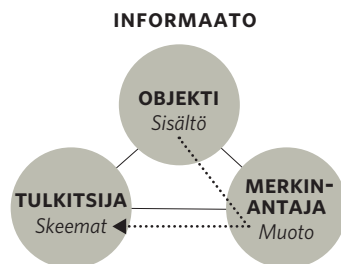 INFORMAATO
OBJEKTI
Sisältö
TULKITSIJA
Skeemat
MERKIN-
ANTAJA
Muoto